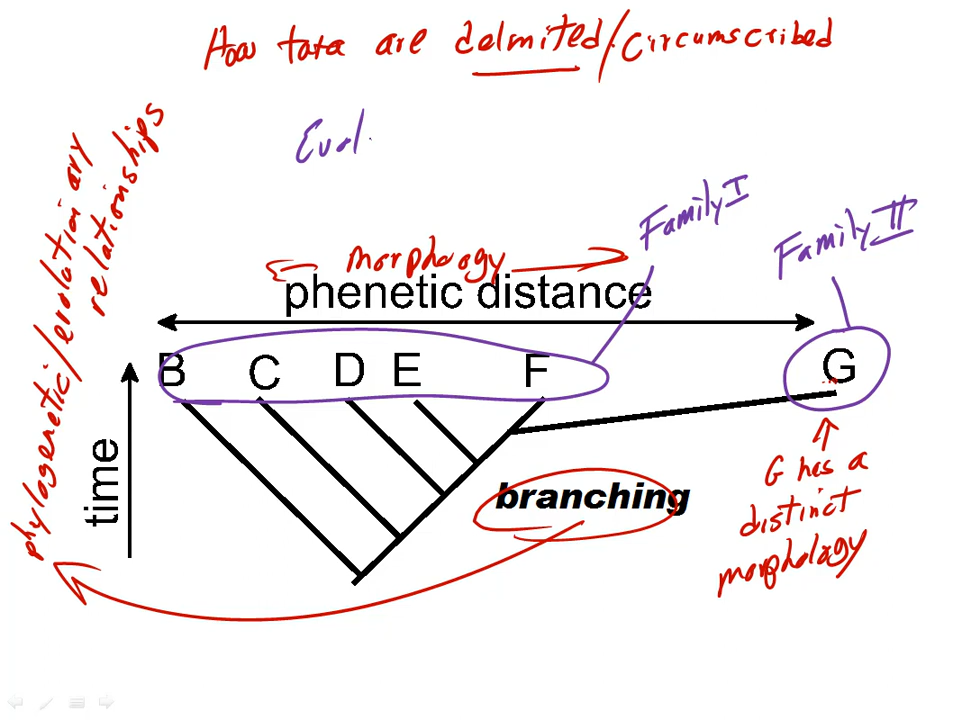 How taxa are delmited/circumscribed
Evol
phylogenetic/evolutionary
relationships
Family I
Family II
morphology
phenetic distance
B C D E F G
time
branching
G has a
distinct
morphology